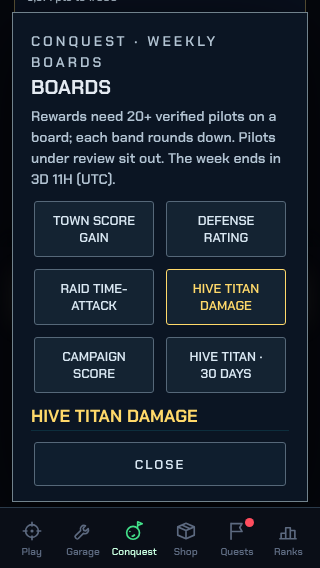 CONQUEST · WEEKLY
BOARDS
BOARDS
Rewards need 20+ verified pilots on a
board; each band rounds down. Pilots
under review sit out. The week ends in
3D 11H (UTC).
TOWN SCORE
GAIN
DEFENSE
RATING
RAID TIME-
ATTACK
HIVE TITAN
DAMAGE
CAMPAIGN
SCORE
HIVE TITAN ·
30 DAYS
HIVE TITAN DAMAGE
CLOSE
Play
Garage
Conquest
Shop
Quests
Ranks